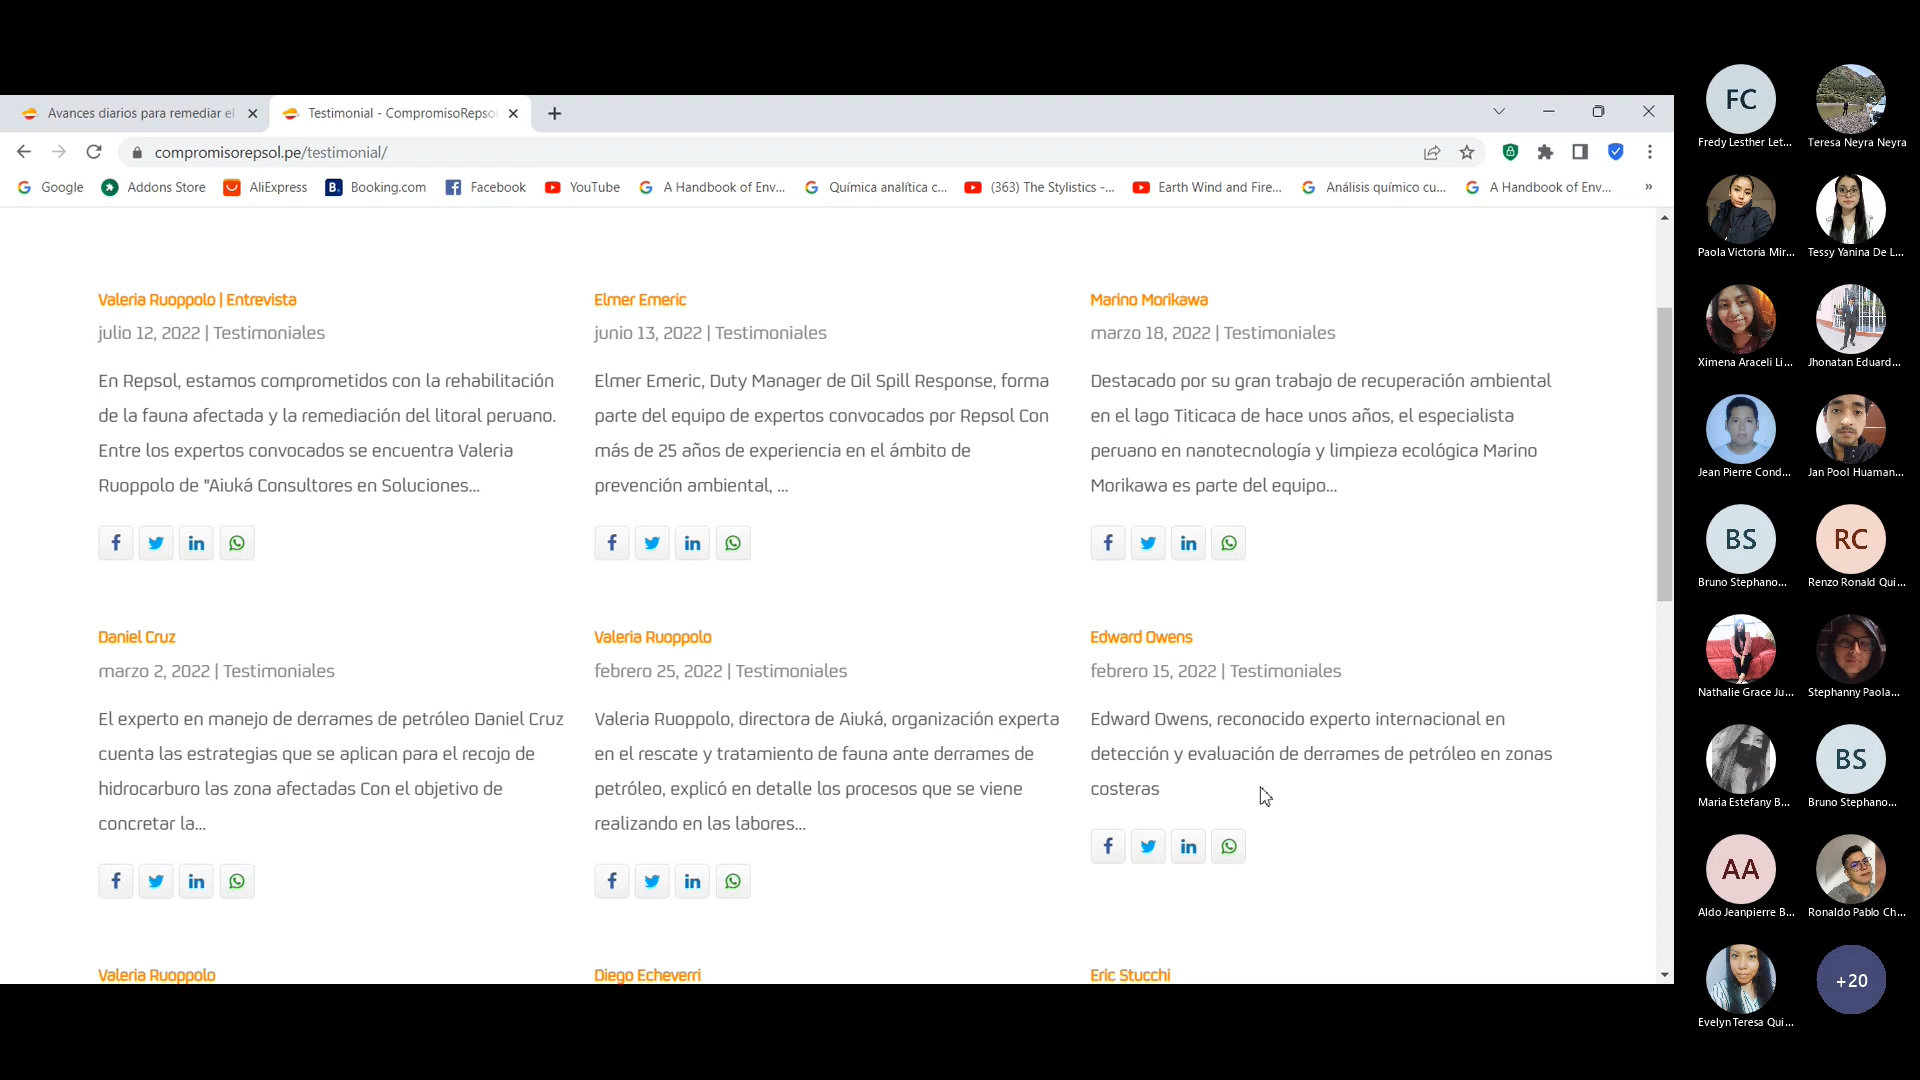 Avances diarios para remediar el
Testimonial - CompromisoRepsol
compromisorepsol.pe/testimonial/
Google
Addons Store
AliExpress
B.
Booking.com
Facebook
YouTube
A Handbook of Env...
Química analítica c...
(363) The Stylistics -...
Earth Wind and Fire...
Análisis químico cu...
A Handbook of Env...
»
Valeria Ruoppolo | Entrevista
julio 12, 2022 | Testimoniales
En Repsol, estamos comprometidos con la rehabilitación
de la fauna afectada y la remediación del litoral peruano.
Entre los expertos convocados se encuentra Valeria
Ruoppolo de "Aiuká Consultores en Soluciones...
Elmer Emeric
junio 13, 2022 | Testimoniales
Elmer Emeric, Duty Manager de Oil Spill Response, forma
parte del equipo de expertos convocados por Repsol Con
más de 25 años de experiencia en el ámbito de
prevención ambiental, ...
Marino Morikawa
marzo 18, 2022 | Testimoniales
Destacado por su gran trabajo de recuperación ambiental
en el lago Titicaca de hace unos años, el especialista
peruano en nanotecnología y limpieza ecológica Marino
Morikawa es parte del equipo...
Daniel Cruz
marzo 2, 2022 | Testimoniales
El experto en manejo de derrames de petróleo Daniel Cruz
cuenta las estrategias que se aplican para el recojo de
hidrocarburo las zona afectadas Con el objetivo de
concretar la...
Valeria Ruoppolo
febrero 25, 2022 | Testimoniales
Valeria Ruoppolo, directora de Aiuká, organización experta
en el rescate y tratamiento de fauna ante derrames de
petróleo, explicó en detalle los procesos que se viene
realizando en las labores...
Edward Owens
febrero 15, 2022 | Testimoniales
Edward Owens, reconocido experto internacional en
detección y evaluación de derrames de petróleo en zonas
costeras
Valeria Ruoppolo
Diego Echeverri
Eric Stucchi
FC
Fredy Lesther Let...
Teresa Neyra Neyra
Paola Victoria Mir...
Tessy Yanina De L...
Ximena Araceli Li...
Jhonatan Eduard...
Jean Pierre Cond...
Jan Pool Huaman...
BS
Bruno Stephano...
RC
Renzo Ronald Qui...
Nathalie Grace Ju...
Stephanny Paola...
Maria Estefany B...
BS
Bruno Stephano...
AA
Aldo Jeanpierre B...
Ronaldo Pablo Ch...
Evelyn Teresa Qui...
+20